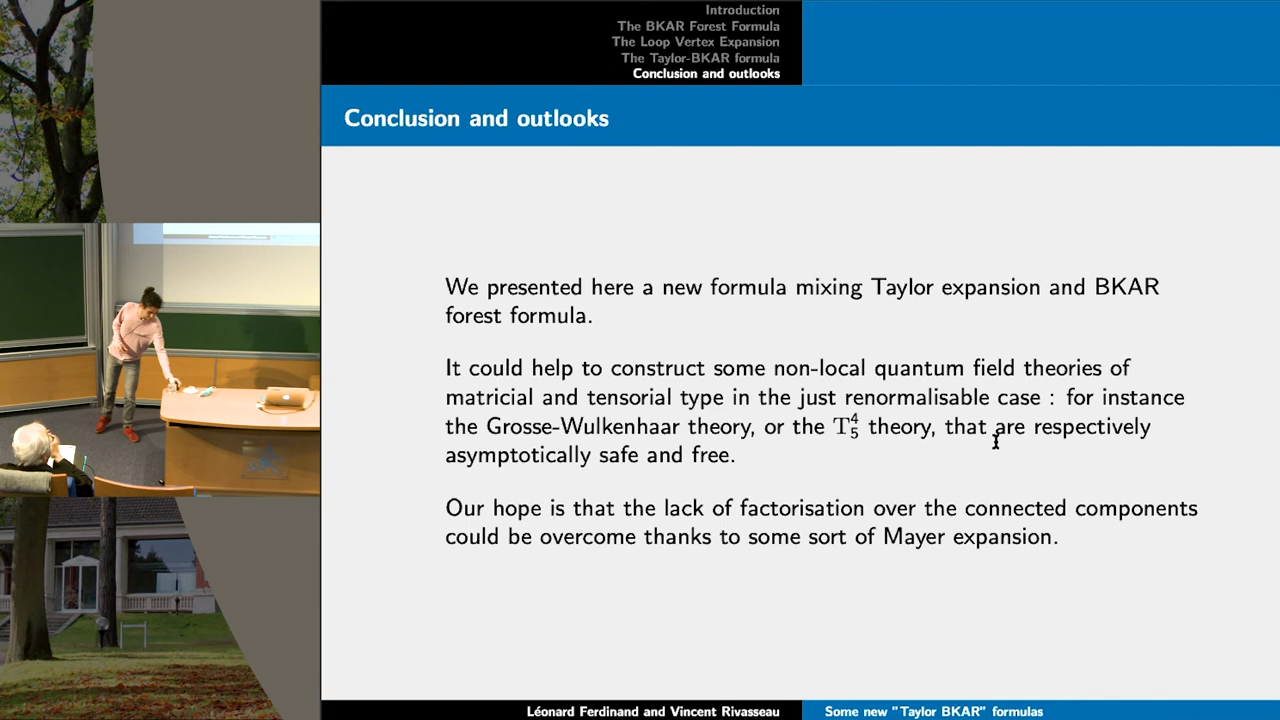 Introduction
The BKAR Forest Formula
The Loop Vertex Expansion
The Taylor-BKAR formula
Conclusion and outlooks
Conclusion and outlooks
We presented here a new formula mixing Taylor expansion and BKAR
forest formula.
It could help to construct some non-local quantum field theories of
matricial and tensorial type in the just renormalisable case : for instance
the Grosse-Wulkenhaar theory, or the T₅⁴ theory, that are respectively
asymptotically safe and free.
Our hope is that the lack of factorisation over the connected components
could be overcome thanks to some sort of Mayer expansion.
Léonard Ferdinand and Vincent Rivasseau
Some new "Taylor BKAR" formulas